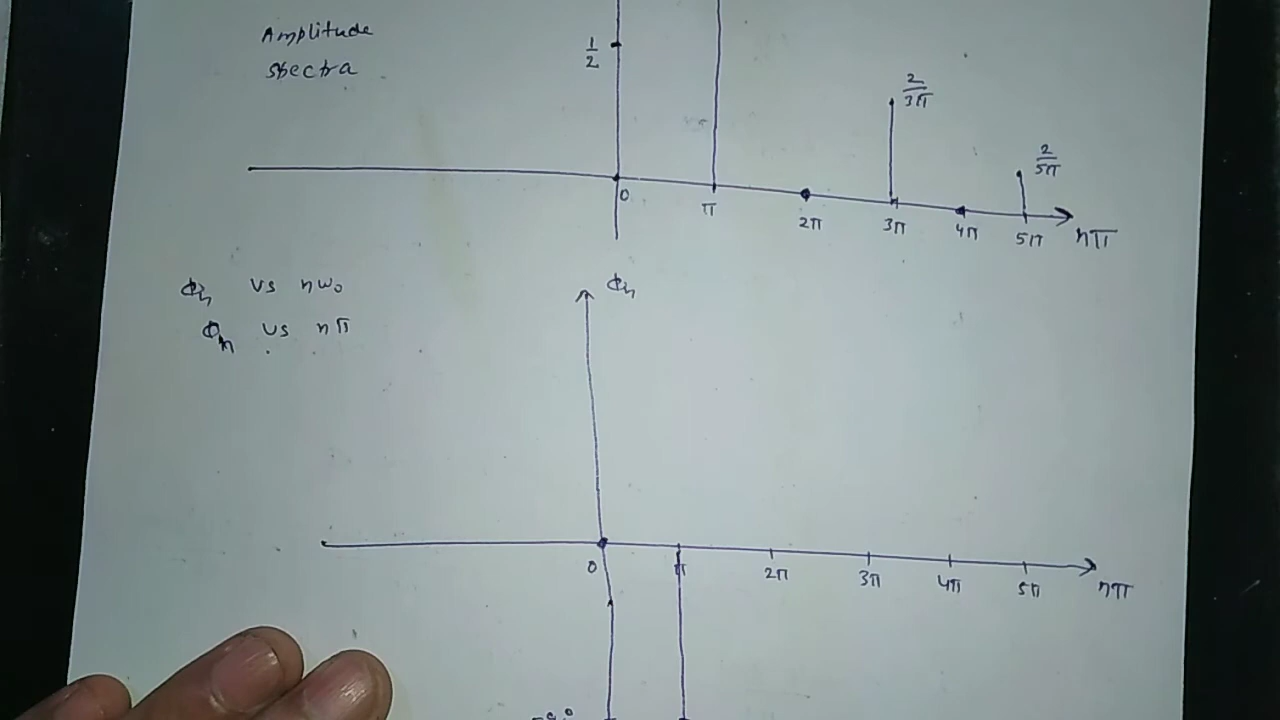 Amplitude
spectra
1/2
2/3π
2/5π
0
π
2π
3π
4π
5π
nπ
Φn vs nω₀
Φn vs nπ
Φn
0
π
2π
3π
4π
5π
nπ